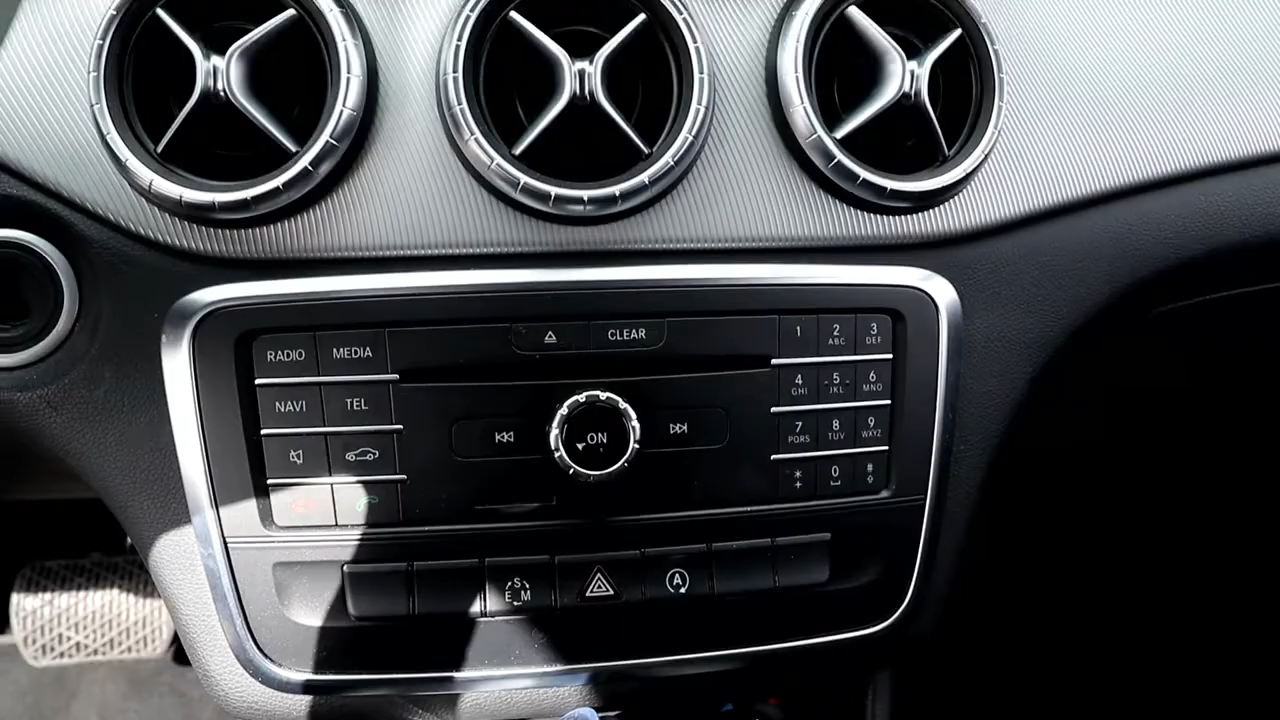 CLEAR
RADIO MEDIA
NAVI TEL
ON
1 2 ABC 3 DEF
4 GHI 5 JKL 6 MNO
7 PQRS 8 TUV 9 WXYZ
* + 0 #
S E M
A